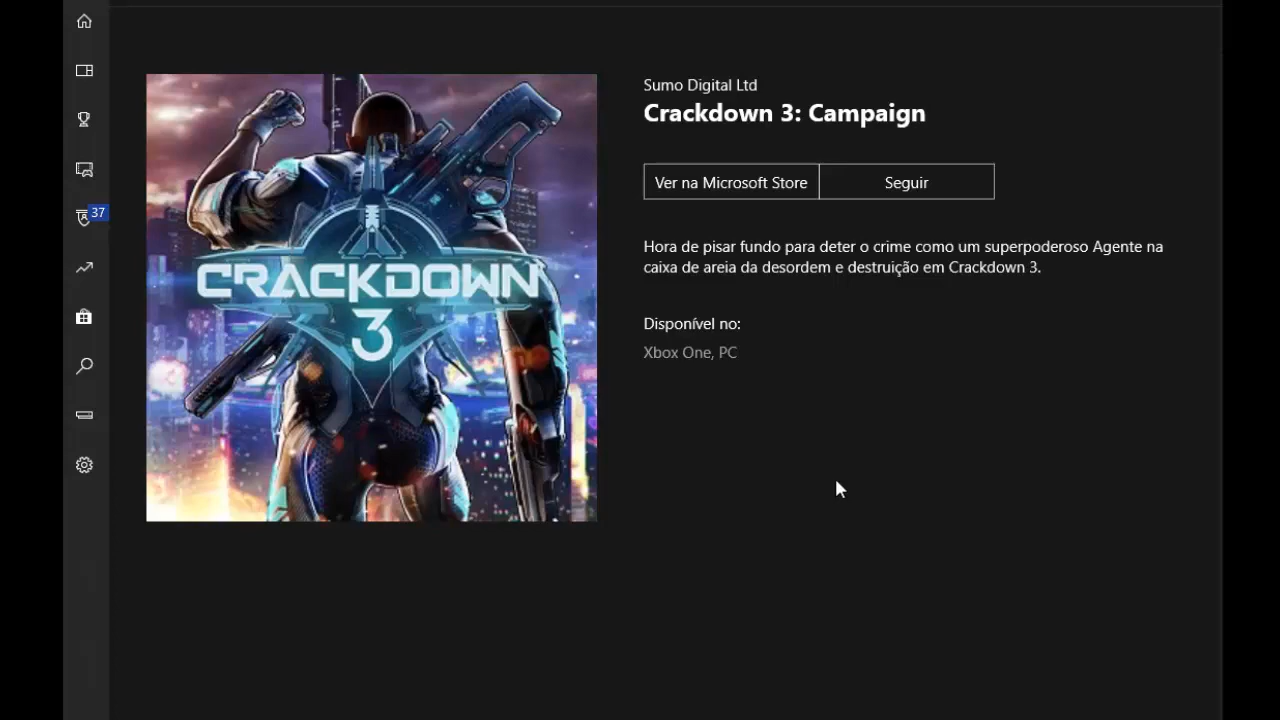 37
CRACKDOWN
3
Sumo Digital Ltd
Crackdown 3: Campaign
Ver na Microsoft Store
Seguir
Hora de pisar fundo para deter o crime como um superpoderoso Agente na
caixa de areia da desordem e destruição em Crackdown 3.
Disponível no:
Xbox One, PC